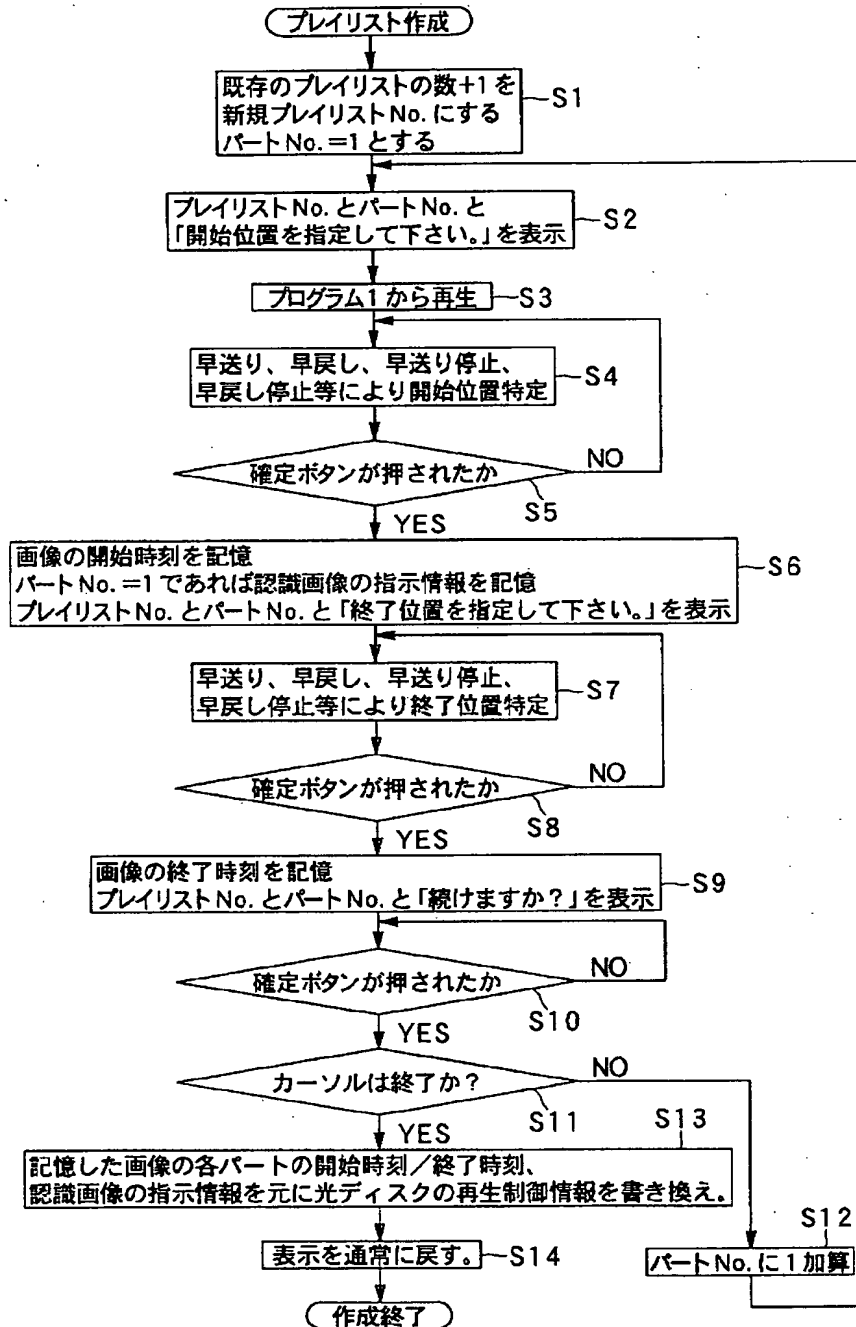 プレイリスト作成
既存のプレイリストの数+1を
新規プレイリストNo.にする
パートNo.=1とする
S1
プレイリストNo.とパートNo.と
「開始位置を指定して下さい。」を表示
S2
プログラム1から再生
S3
早送り、早戻し、早送り停止、
早戻し停止等により開始位置特定
S4
確定ボタンが押されたか
NO
S5
YES
画像の開始時刻を記憶
パートNo.=1であれば認識画像の指示情報を記憶
プレイリストNo.とパートNo.と「終了位置を指定して下さい。」を表示
S6
早送り、早戻し、早送り停止、
早戻し停止等により終了位置特定
S7
確定ボタンが押されたか
NO
S8
YES
画像の終了時刻を記憶
プレイリストNo.とパートNo.と「続けますか?」を表示
S9
確定ボタンが押されたか
NO
S10
YES
カーソルは終了か?
NO
S11
YES
S13
記憶した画像の各パートの開始時刻/終了時刻、
認識画像の指示情報を元に光ディスクの再生制御情報を書き換え。
S12
パートNo.に1加算
表示を通常に戻す。
S14
作成終了